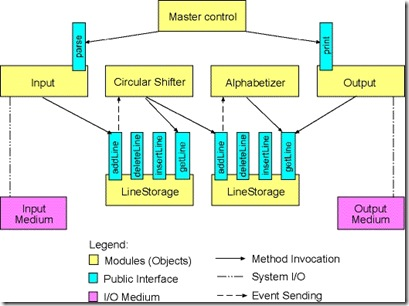 Master control
parse
print
Input
Circular Shifter
Alphabetizer
Output
addLine
deleteLine
insertLine
getLine
addLine
deleteLine
insertLine
getLine
LineStorage
LineStorage
Input
Medium
Output
Medium
Legend:
Modules (Objects)
Public Interface
I/O Medium
Method Invocation
System I/O
Event Sending